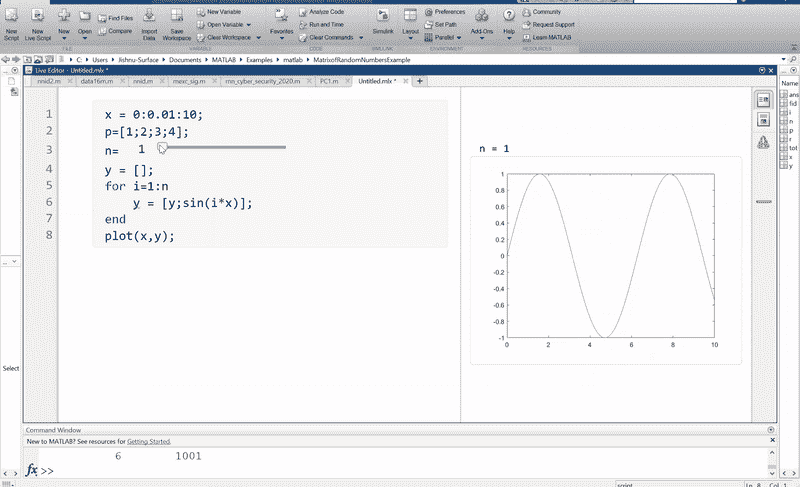 New Script
New Live Script
New
Open
Find Files
Compare
Import Data
Save Workspace
New Variable
Open Variable
Clear Workspace
Favorites
Analyze Code
Run and Time
Clear Commands
Simulink
Layout
Preferences
Set Path
Parallel
Add-Ons
Help
Community
Request Support
Learn MATLAB
FILE
VARIABLE
CODE
SIMULINK
ENVIRONMENT
RESOURCES
C: Users Jishnu-Surface Documents MATLAB Examples matlab MatrixofRandomNumbersExample
Live Editor - Untitled.mlx *
nnid2.m
data16m.m
nnid.m
mexc_sig.m
mn_cyber_security_2020.m
PC1.m
Untitled.mlx *
1 x = 0:0.01:10;
2 p=[1;2;3;4];
3 n= 1
4 y = [];
5 for i=1:n
6 y = [y;sin(i*x)];
7 end
8 plot(x,y);
n = 1
1
0.8
0.6
0.4
0.2
0
-0.2
-0.4
-0.6
-0.8
-1
0 2 4 6 8 10
Name
ans
fid
i
n
p
r
tot
x
y
Select
Command Window
New to MATLAB? See resources for Getting Started.
6 1001
fx >>
script
Ln 8 Col 1